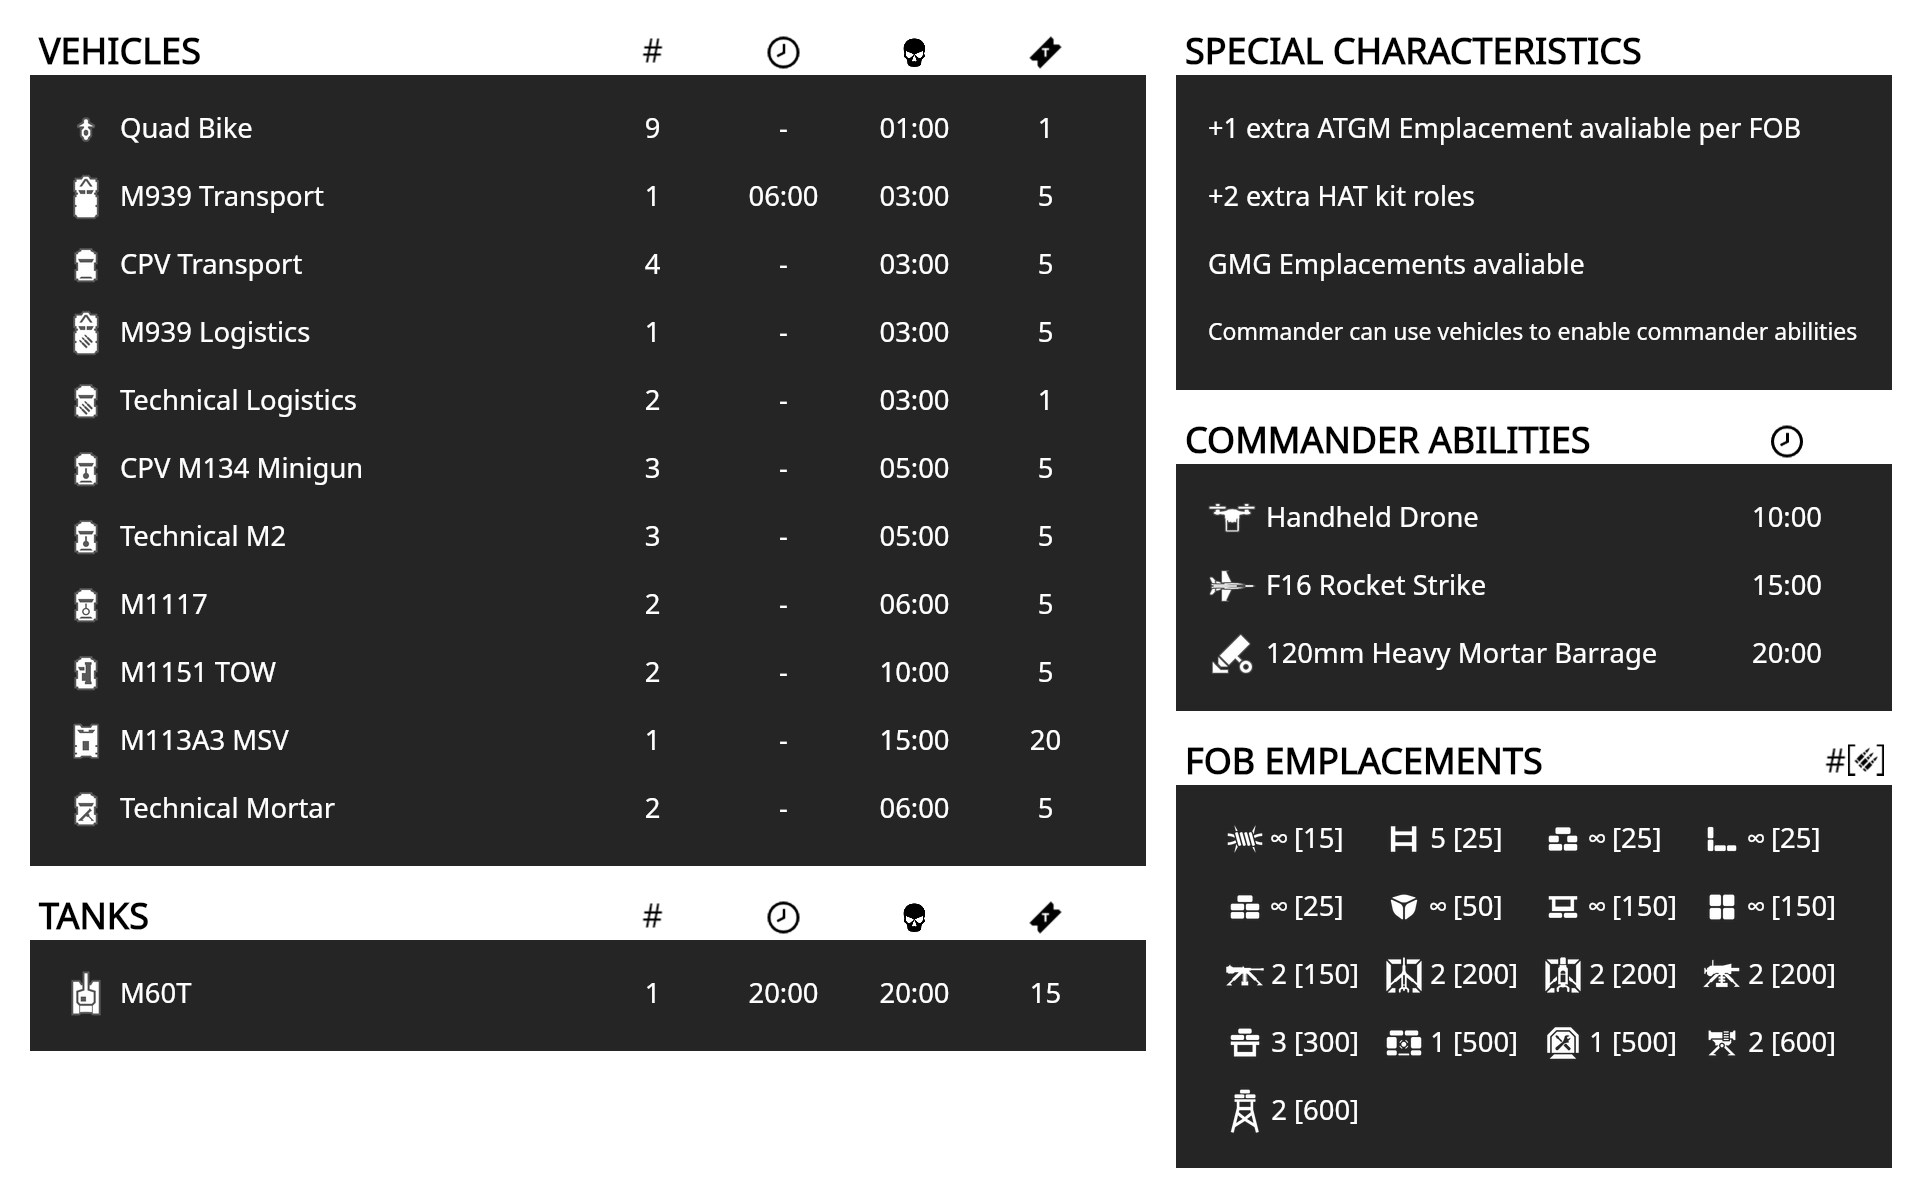 VEHICLES #
Quad Bike 9 - 01:00 1
M939 Transport 1 06:00 03:00 5
CPV Transport 4 - 03:00 5
M939 Logistics 1 - 03:00 5
Technical Logistics 2 - 03:00 1
CPV M134 Minigun 3 - 05:00 5
Technical M2 3 - 05:00 5
M1117 2 - 06:00 5
M1151 TOW 2 - 10:00 5
M113A3 MSV 1 - 15:00 20
Technical Mortar 2 - 06:00 5
TANKS #
M60T 1 20:00 20:00 15
SPECIAL CHARACTERISTICS
+1 extra ATGM Emplacement avaliable per FOB
+2 extra HAT kit roles
GMG Emplacements avaliable
Commander can use vehicles to enable commander abilities
COMMANDER ABILITIES
Handheld Drone 10:00
F16 Rocket Strike 15:00
120mm Heavy Mortar Barrage 20:00
FOB EMPLACEMENTS #[]
∞ [15] 5 [25] ∞ [25] ∞ [25]
∞ [25] ∞ [50] ∞ [150] ∞ [150]
2 [150] 2 [200] 2 [200] 2 [200]
3 [300] 1 [500] 1 [500] 2 [600]
2 [600]